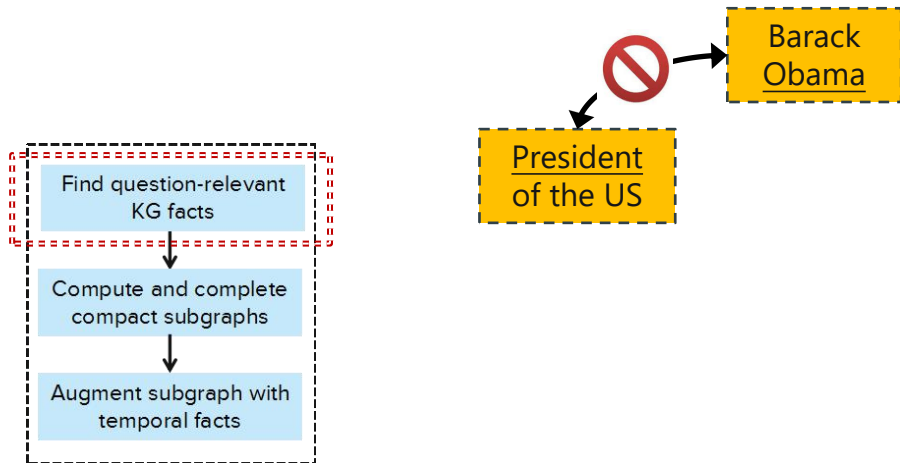 Barack
Obama
President
of the US
Find question-relevant
KG facts
Compute and complete
compact subgraphs
Augment subgraph with
temporal facts